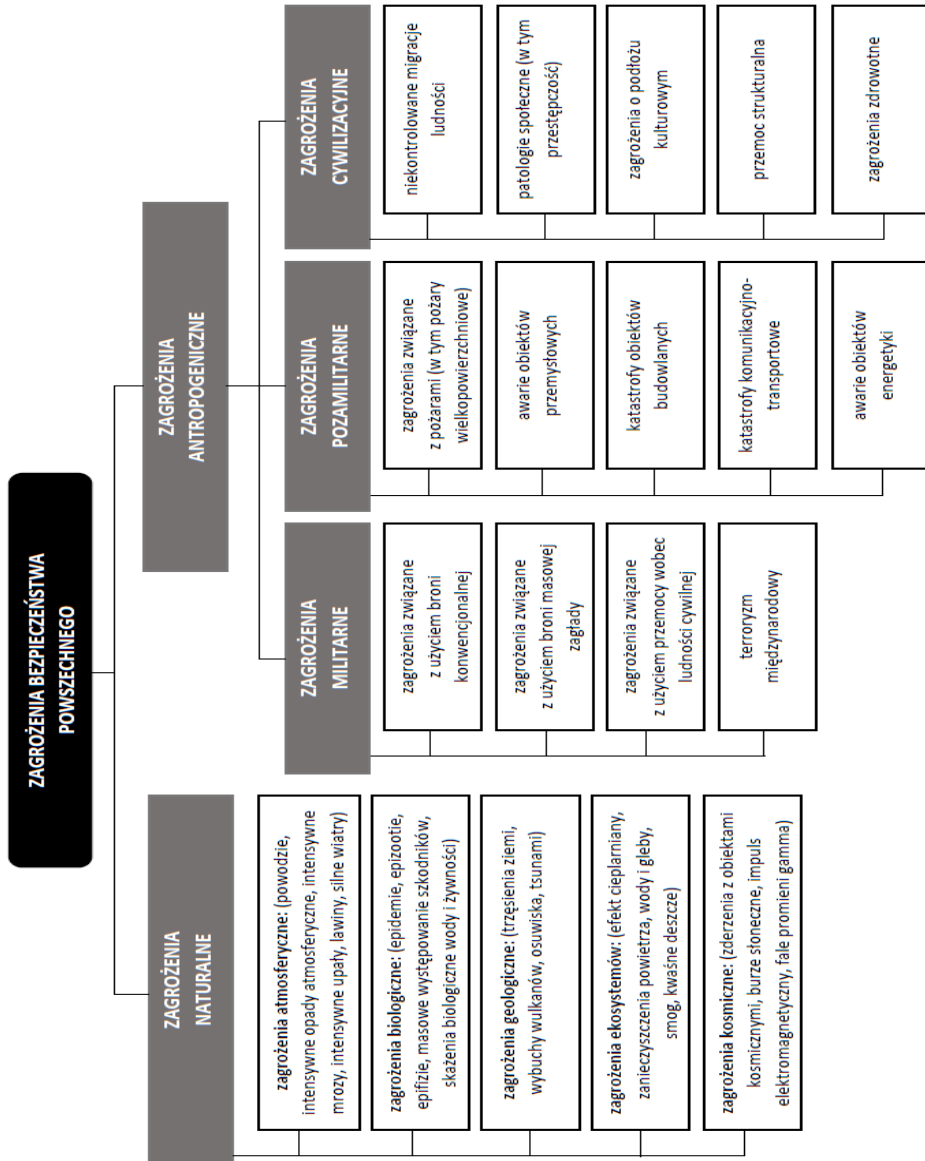 ZAGROŻENIA BEZPIECZEŃSTWA
POWSZECHNEGO
ZAGROŻENIA
NATURALNE
zagrożenia atmosferyczne: (powodzie,
intensywne opady atmosferyczne, intensywne
mrozy, intensywne upały, lawiny, silne wiatry)
zagrożenia biologiczne: (epidemie, epizootie,
epifizie, masowe występowanie szkodników,
skażenia biologiczne wody i żywności)
zagrożenia geologiczne: (trzęsienia ziemi,
wybuchy wulkanów, osuwiska, tsunami)
zagrożenia ekosystemów: (efekt cieplarniany,
zanieczyszczenia powietrza, wody i gleby,
smog, kwaśne deszcze)
zagrożenia kosmiczne: (zderzenia z obiektami
kosmicznymi, burze słoneczne, impuls
elektromagnetyczny, fale promieni gamma)
ZAGROŻENIA
ANTROPOGENICZNE
ZAGROŻENIA
MILITARNE
zagrożenia związane
z użyciem broni
konwencjonalnej
zagrożenia związane
z użyciem broni masowej
zagłady
zagrożenia związane
z użyciem przemocy wobec
ludności cywilnej
terroryzm
międzynarodowy
ZAGROŻENIA
POZAMILITARNE
zagrożenia związane
z pożarami (w tym pożary
wielkopowierzchniowe)
awarie obiektów
przemysłowych
katastrofy obiektów
budowlanych
katastrofy komunikacyjno-
transportowe
awarie obiektów
energetyki
ZAGROŻENIA
CYWILIZACYJNE
niekontrolowane migracje
ludności
patologie społeczne (w tym
przestępczość)
zagrożenia o podłożu
kulturowym
przemoc strukturalna
zagrożenia zdrowotne